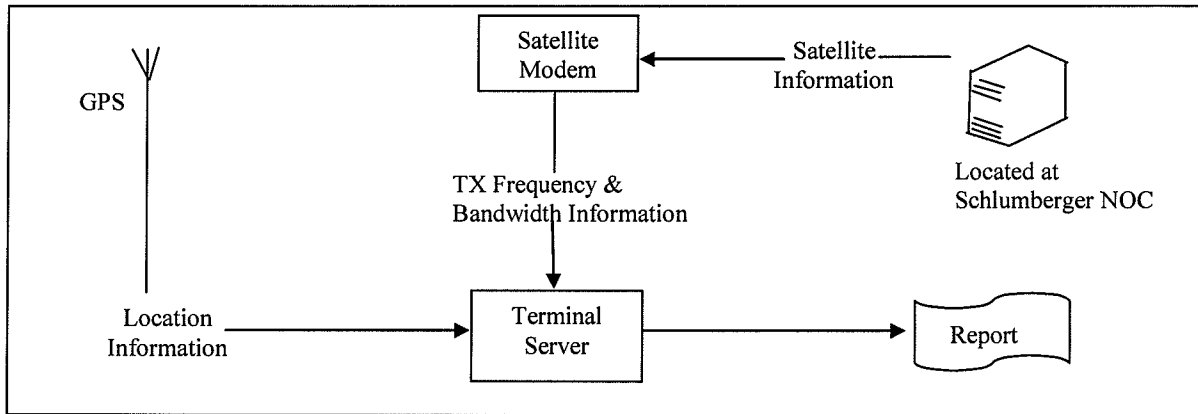 Satellite
Modem
Satellite
Information
GPS
Located at
Schlumberger NOC
TX Frequency &
Bandwidth Information
Location
Information
Terminal
Server
Report